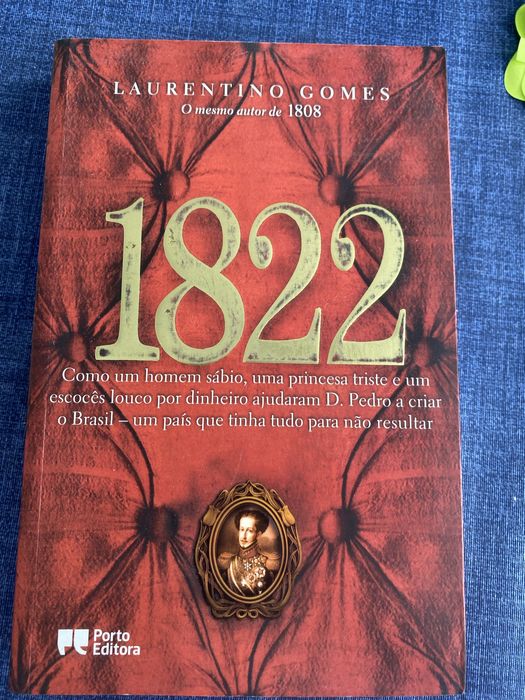 LAURENTINO GOMES
O mesmo autor de 1808
1822
Como um homem sábio, uma princesa triste e um
escocês louco por dinheiro ajudaram D. Pedro a criar
o Brasil – um país que tinha tudo para não resultar
Porto
Editora